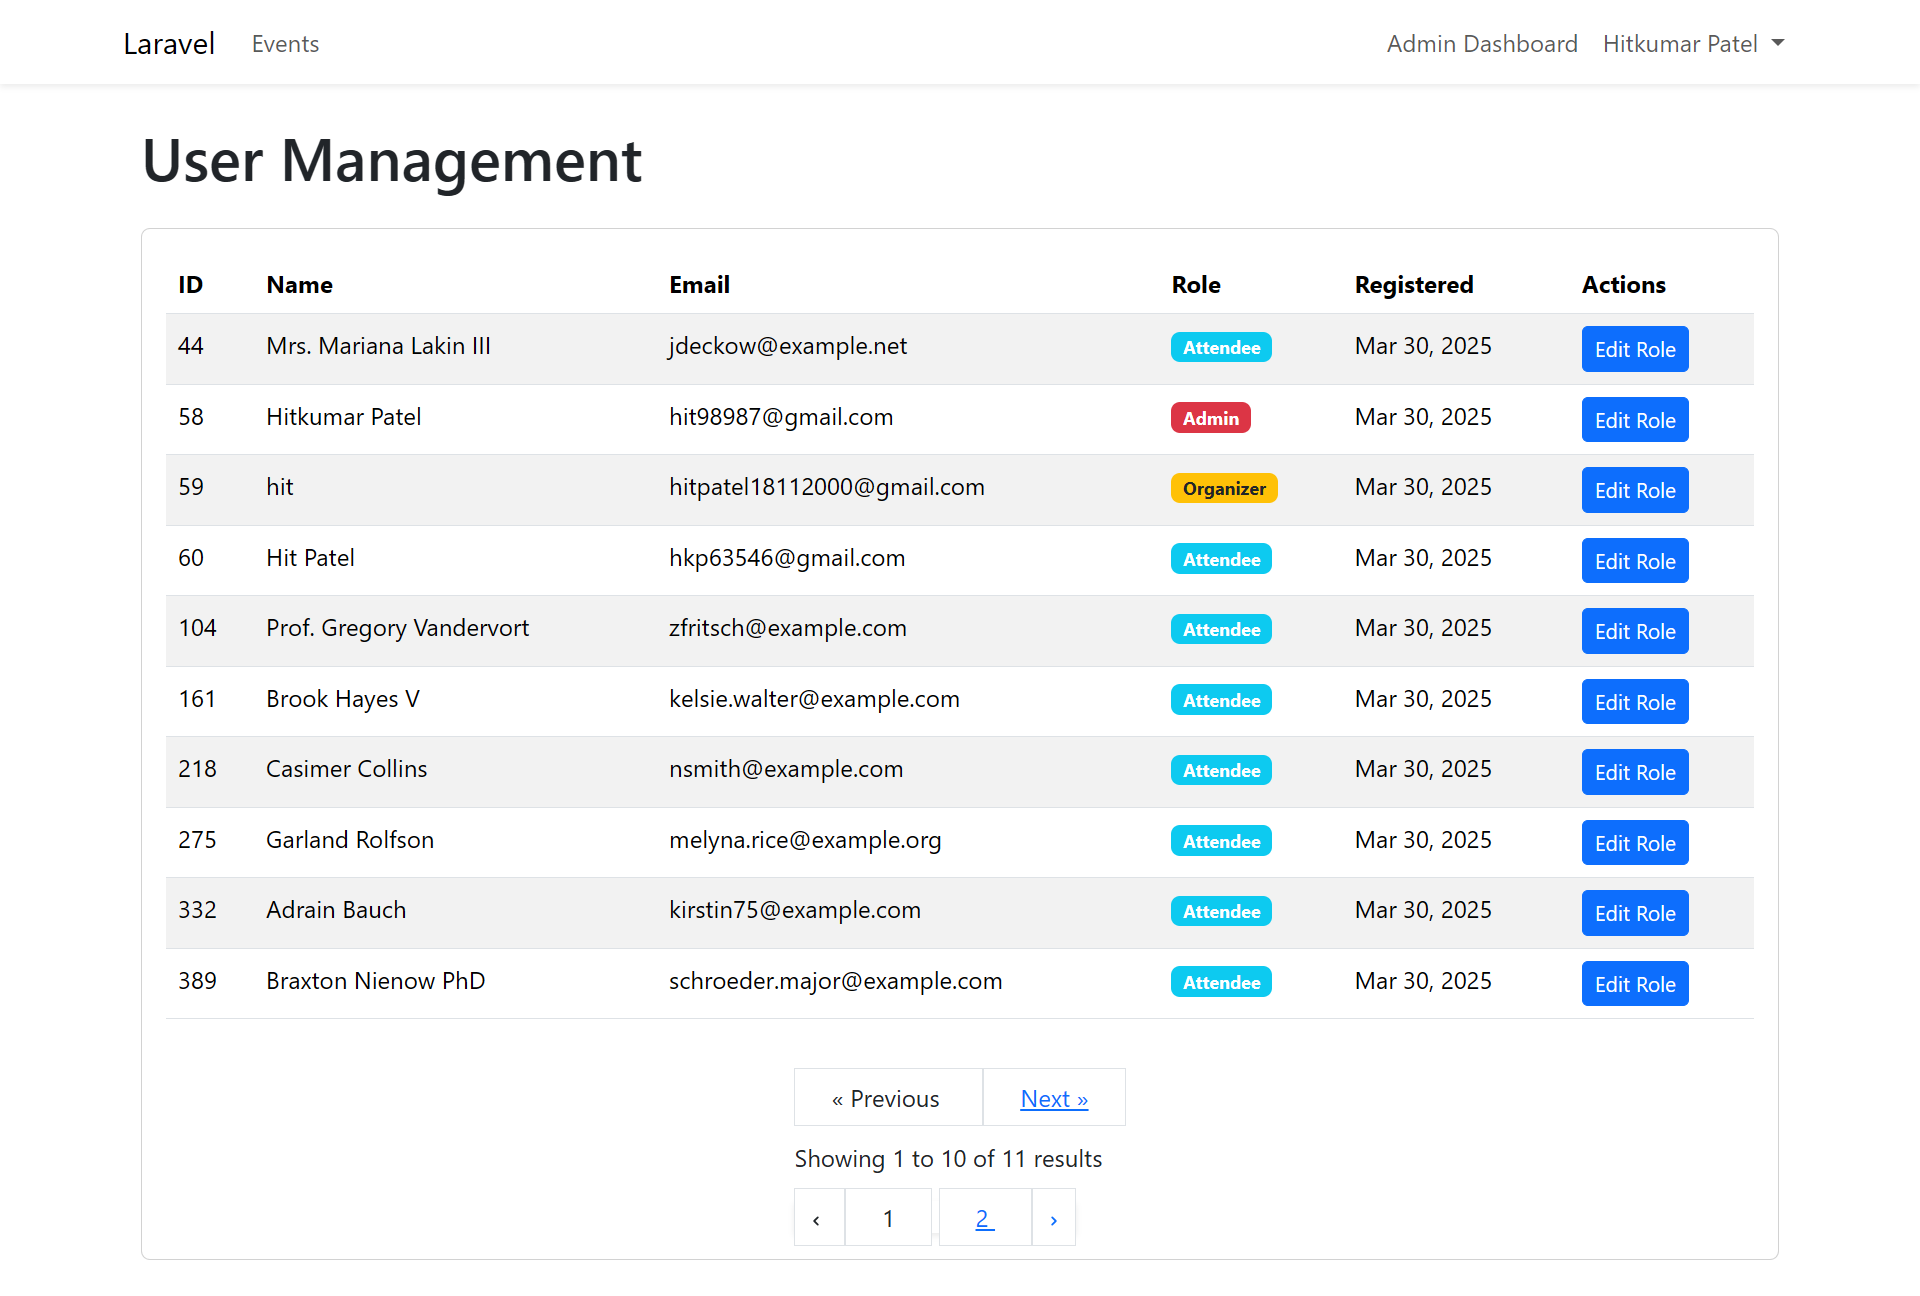 Laravel Events Admin Dashboard Hitkumar Patel
User Management
ID Name Email Role Registered Actions
44 Mrs. Mariana Lakin III jdeckow@example.net Attendee Mar 30, 2025 Edit Role
58 Hitkumar Patel hit98987@gmail.com Admin Mar 30, 2025 Edit Role
59 hit hitpatel18112000@gmail.com Organizer Mar 30, 2025 Edit Role
60 Hit Patel hkp63546@gmail.com Attendee Mar 30, 2025 Edit Role
104 Prof. Gregory Vandervort zfritsch@example.com Attendee Mar 30, 2025 Edit Role
161 Brook Hayes V kelsie.walter@example.com Attendee Mar 30, 2025 Edit Role
218 Casimer Collins nsmith@example.com Attendee Mar 30, 2025 Edit Role
275 Garland Rolfson melyna.rice@example.org Attendee Mar 30, 2025 Edit Role
332 Adrain Bauch kirstin75@example.com Attendee Mar 30, 2025 Edit Role
389 Braxton Nienow PhD schroeder.major@example.com Attendee Mar 30, 2025 Edit Role
« Previous Next »
Showing 1 to 10 of 11 results
‹ 1 2 ›